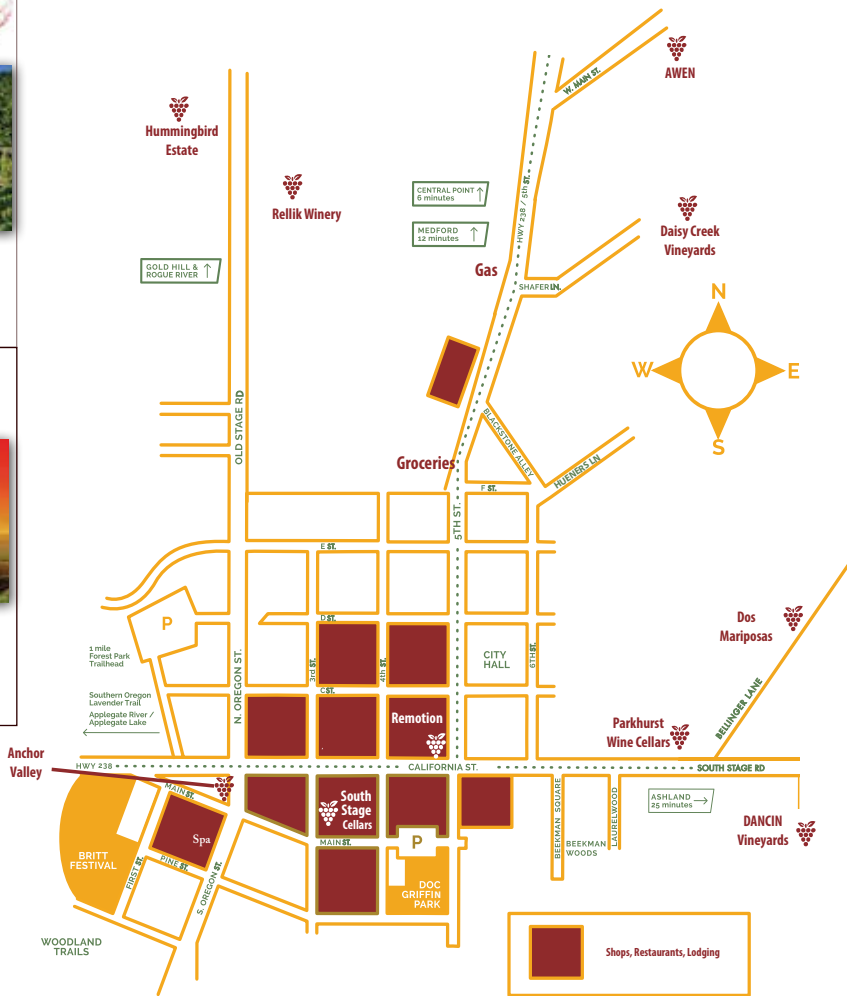 AWEN
W. MAIN ST.
Hummingbird
Estate
Rellik Winery
CENTRAL POINT
6 minutes
MEDFORD
12 minutes
HWY 238 / 5th ST.
Daisy Creek
Vineyards
GOLD HILL &
ROGUE RIVER
Gas
SHAFER LN.
N
W
E
S
OLD STAGE RD
BLACKSTONE ALLEY
HUENERS LN
Groceries
F ST.
5TH ST.
E ST.
P
D ST.
1 mile
Forest Park
Trailhead
N. OREGON ST.
3rd ST.
4th ST.
CITY
HALL
6TH ST.
Dos
Mariposas
Southern Oregon
Lavender Trail
Applegate River /
Applegate Lake
C ST.
Remotion
BELLINGER LANE
Parkhurst
Wine Cellars
Anchor
Valley
HWY 238
CALIFORNIA ST.
SOUTH STAGE RD
MAIN ST.
South
Stage
Cellars
ASHLAND
25 minutes
BEEKMAN SQUARE
LAURELWOOD
DANCIN
Vineyards
Spa
MAIN ST.
P
BEEKMAN
WOODS
BRITT
FESTIVAL
FIRST ST.
PINE ST.
S. OREGON ST.
DOC
GRIFFIN
PARK
WOODLAND
TRAILS
Shops, Restaurants, Lodging